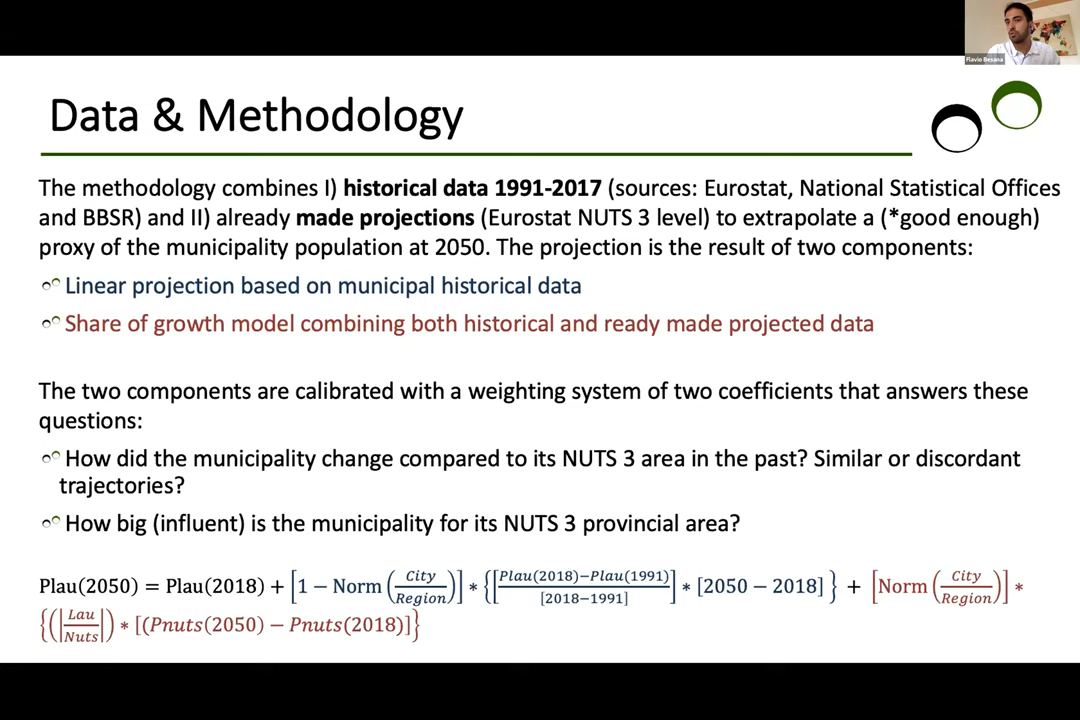 Flavio Besana
Data & Methodology
The methodology combines I) historical data 1991-2017 (sources: Eurostat, National Statistical Offices
and BBSR) and II) already made projections (Eurostat NUTS 3 level) to extrapolate a (*good enough)
proxy of the municipality population at 2050. The projection is the result of two components:
Linear projection based on municipal historical data
Share of growth model combining both historical and ready made projected data
The two components are calibrated with a weighting system of two coefficients that answers these
questions:
How did the municipality change compared to its NUTS 3 area in the past? Similar or discordant
trajectories?
How big (influent) is the municipality for its NUTS 3 provincial area?
Plau(2050) = Plau(2018) + [1 − Norm (City/Region)] * {[Plau(2018)−Plau(1991)/[2018−1991]] * [2050 − 2018] } + [Norm (City/Region)] *
{(|Lau/Nuts|) * [(Pnuts(2050) − Pnuts(2018)]}